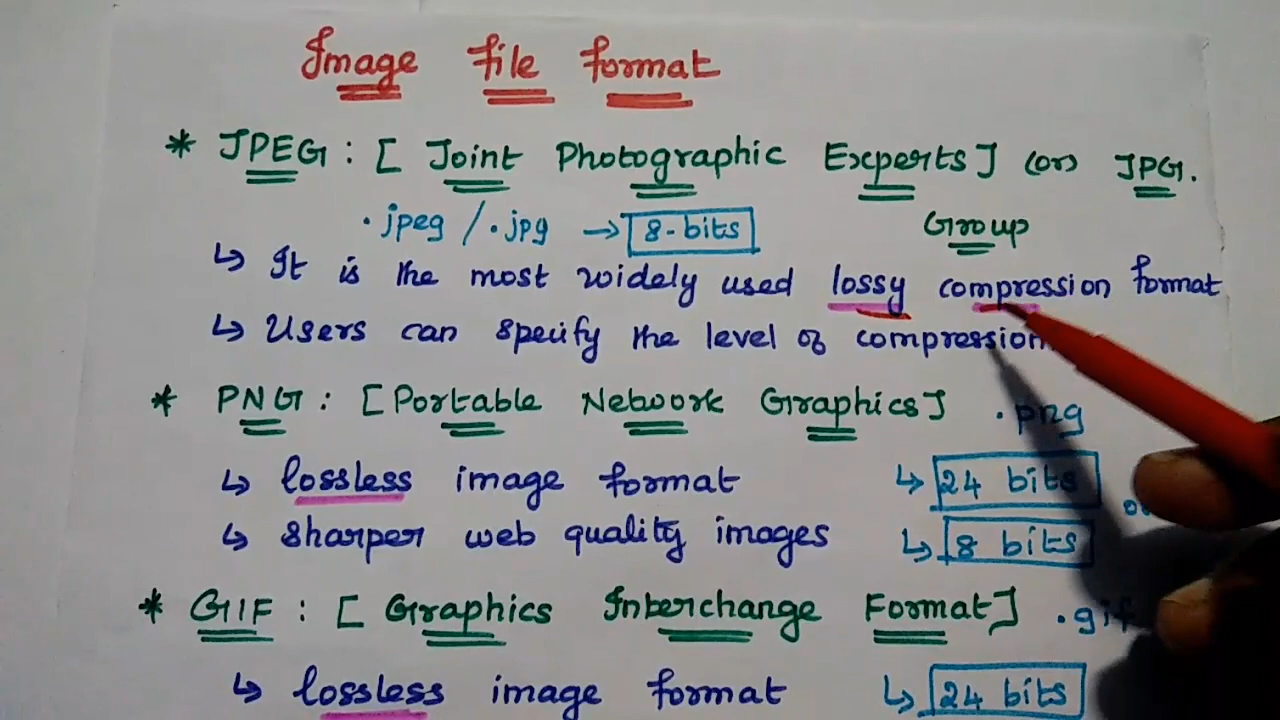 Image File Format
* JPEG : [ Joint Photographic Experts ] (or) JPG.
Group
.jpeg / .jpg → 8-bits
↳ It is the most widely used lossy compression format
↳ Users can specify the level of compression
* PNG : [Portable Network Graphics] .png
↳ lossless image format ↳ 24 bits
↳ sharper web quality images ↳ 8 bits
* GIF : [ Graphics Interchange Format] .gif
↳ lossless image format ↳ 24 bits